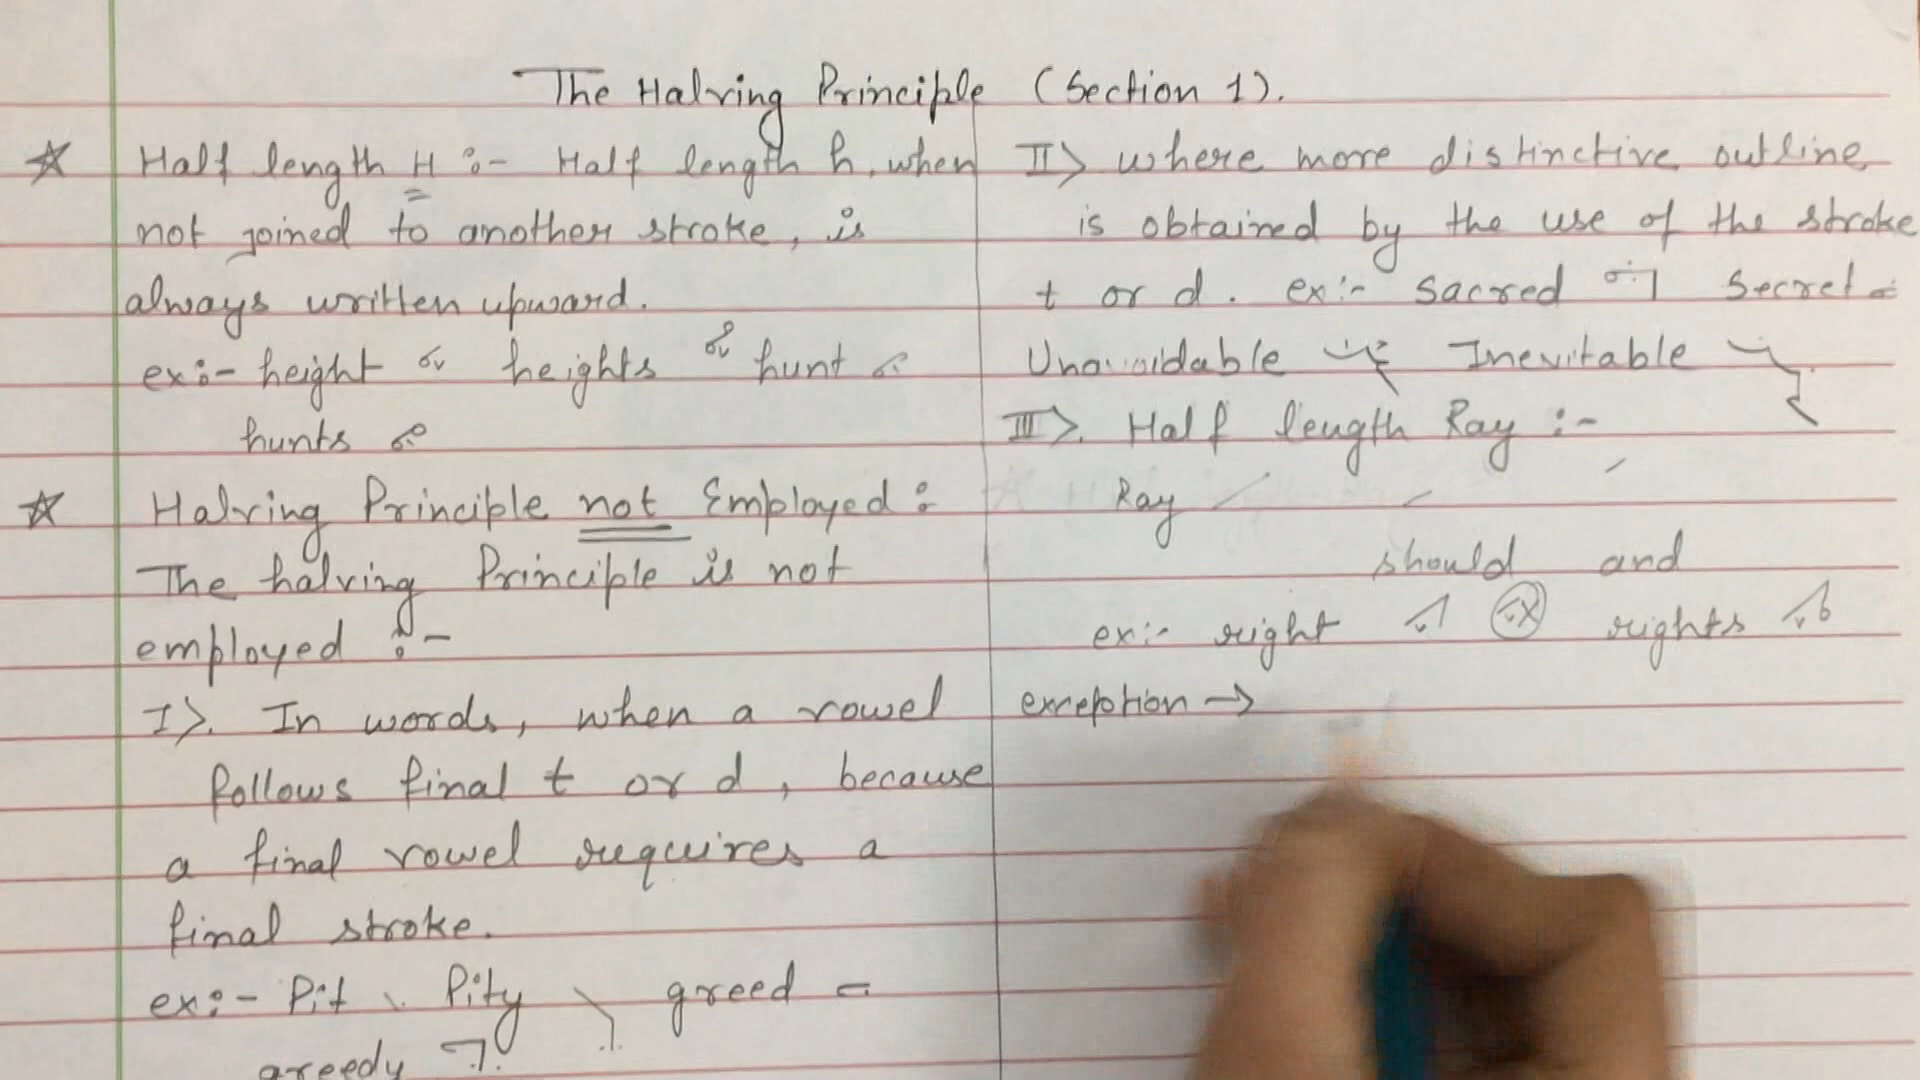 The Halving Principle (Section 1).
Half length H :- Half length h, when
not joined to another stroke, is
always written upward.
ex:- height heights hunt
hunts
Halving Principle not Employed :
The halving Principle is not
employed :-
I>. In words, when a vowel
follows final t or d, because
a final vowel requires a
final stroke.
ex:- Pit Pity greed
greedy
II> where more distinctive outline
is obtained by the use of the stroke
t or d. ex:- sacred secret
Unavoidable Inevitable
III>. Half length Ray :-
Ray
should and
ex:- right rights
exception →